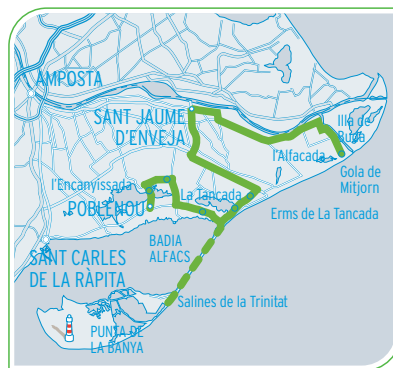 AMPOSTA
SANT JAUME
D'ENVEJA
Illa de
Buda
l'Alfacada
Gola de
Mitjorn
l'Encanyissada
La Tancada
POBLENOU
Erms de La Tancada
BADIA
ALFACS
SANT CARLES
DE LA RÀPITA
Salines de la Trinitat
PUNTA DE
LA BANYA